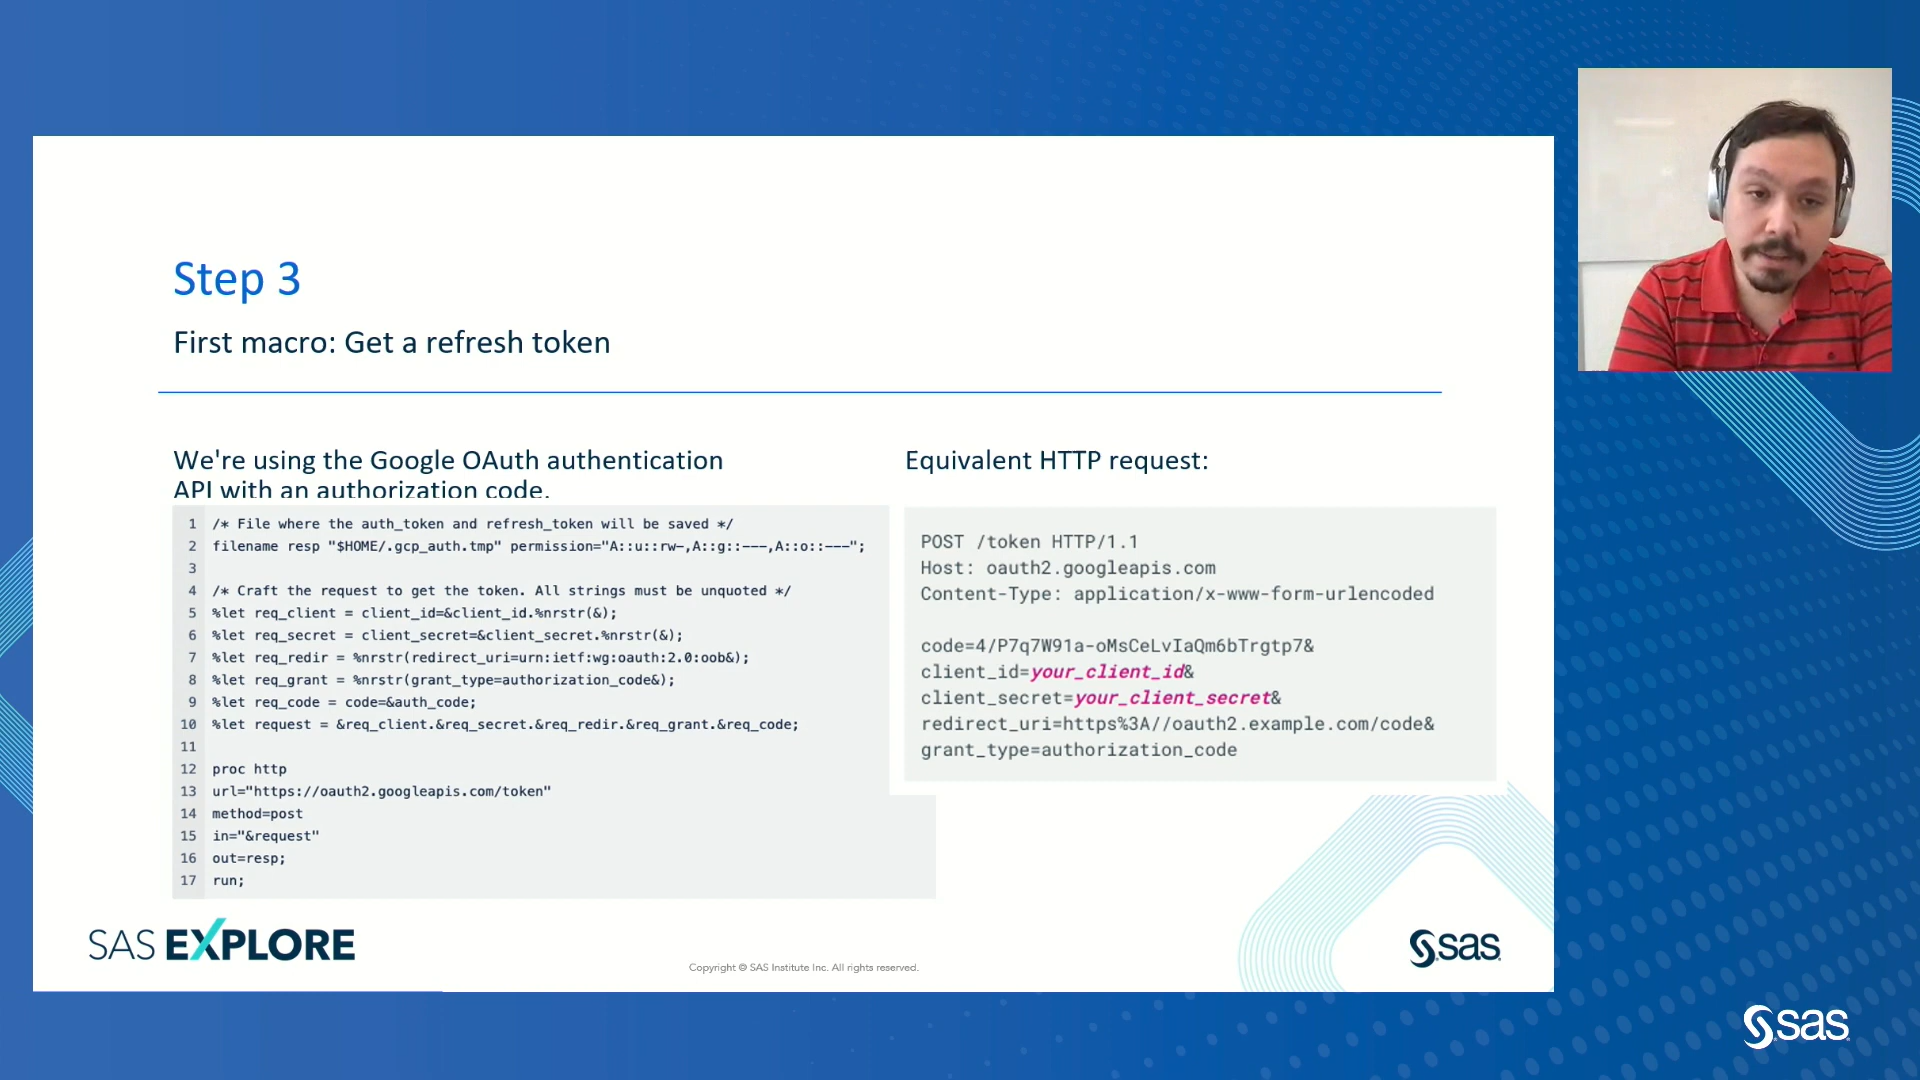 Step 3
First macro: Get a refresh token
We're using the Google OAuth authentication
API with an authorization code.
1 /* File where the auth_token and refresh_token will be saved */
2 filename resp "$HOME/.gcp_auth.tmp" permission="A::u::rw-,A::g::---,A::o::---";
3
4 /* Craft the request to get the token. All strings must be unquoted */
5 %let req_client = client_id=&client_id.%nrstr(&);
6 %let req_secret = client_secret=&client_secret.%nrstr(&);
7 %let req_redir = %nrstr(redirect_uri=urn:ietf:wg:oauth:2.0:oob&);
8 %let req_grant = %nrstr(grant_type=authorization_code&);
9 %let req_code = code=&auth_code;
10 %let request = &req_client.&req_secret.&req_redir.&req_grant.&req_code;
11
12 proc http
13 url="https://oauth2.googleapis.com/token"
14 method=post
15 in="&request"
16 out=resp;
17 run;
Equivalent HTTP request:
POST /token HTTP/1.1
Host: oauth2.googleapis.com
Content-Type: application/x-www-form-urlencoded
code=4/P7q7W91a-oMsCeLvIaQm6bTrgtp7&
client_id=your_client_id&
client_secret=your_client_secret&
redirect_uri=https%3A//oauth2.example.com/code&
grant_type=authorization_code
SAS EXPLORE
Copyright © SAS Institute Inc. All rights reserved.
sas
sas